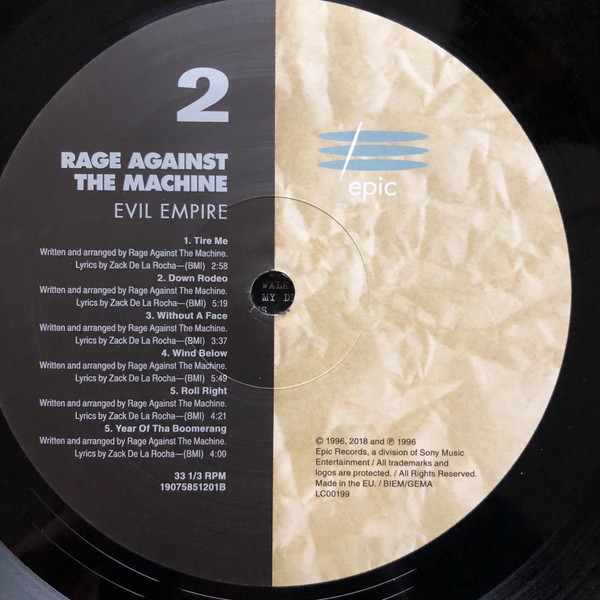 2
RAGE AGAINST
THE MACHINE
EVIL EMPIRE
1. Tire Me
Written and arranged by Rage Against The Machine.
Lyrics by Zack De La Rocha—(BMI) 2:58
2. Down Rodeo
Written and arranged by Rage Against The Machine.
Lyrics by Zack De La Rocha—(BMI) 5:19
3. Without A Face
Written and arranged by Rage Against The Machine.
Lyrics by Zack De La Rocha—(BMI) 3:37
4. Wind Below
Written and arranged by Rage Against The Machine.
Lyrics by Zack De La Rocha—(BMI) 5:49
5. Roll Right
Written and arranged by Rage Against The Machine.
Lyrics by Zack De La Rocha—(BMI) 4:21
5. Year Of Tha Boomerang
Written and arranged by Rage Against The Machine.
Lyrics by Zack De La Rocha—(BMI) 4:00
33 1/3 RPM
19075851201B
WALK
MY D
epic
© 1996, 2018 and ℗ 1996
Epic Records, a division of Sony Music
Entertainment / All trademarks and
logos are protected. / All Rights Reserved.
Made in the EU. / BIEM/GEMA
LC00199